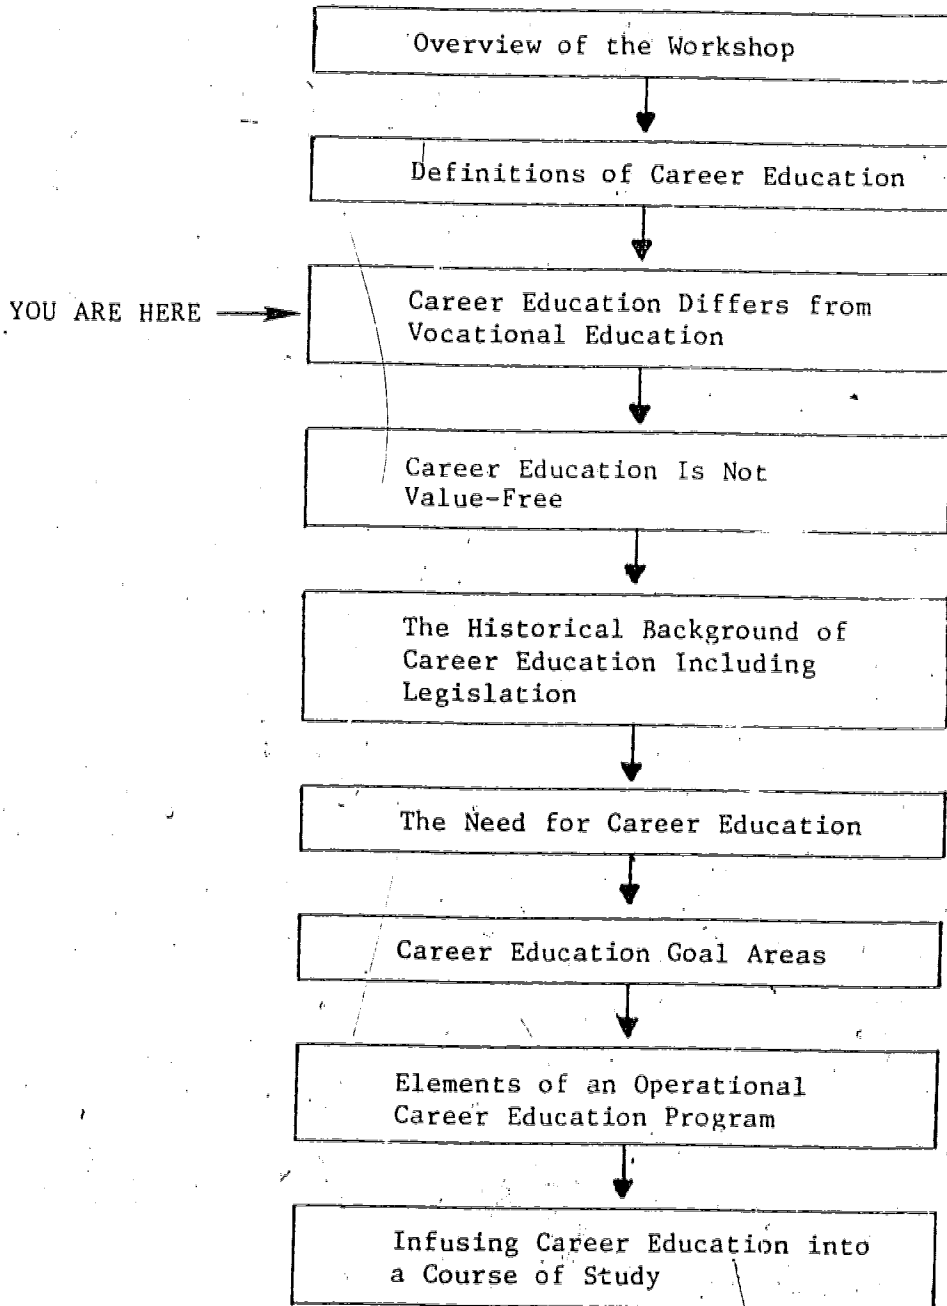 Overview of the Workshop
Definitions of Career Education
YOU ARE HERE
Career Education Differs from
Vocational Education
Career Education Is Not
Value-Free
The Historical Background of
Career Education Including
Legislation
The Need for Career Education
Career Education Goal Areas
Elements of an Operational
Career Education Program
Infusing Career Education into
a Course of Study